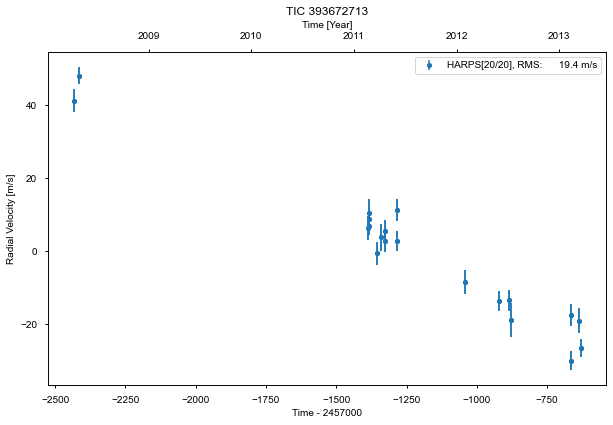 TIC 393672713
Time [Year]
2009 2010 2011 2012 2013
HARPS[20/20], RMS: 19.4 m/s
Radial Velocity [m/s]
40
20
0
−20
−2500 −2250 −2000 −1750 −1500 −1250 −1000 −750
Time - 2457000